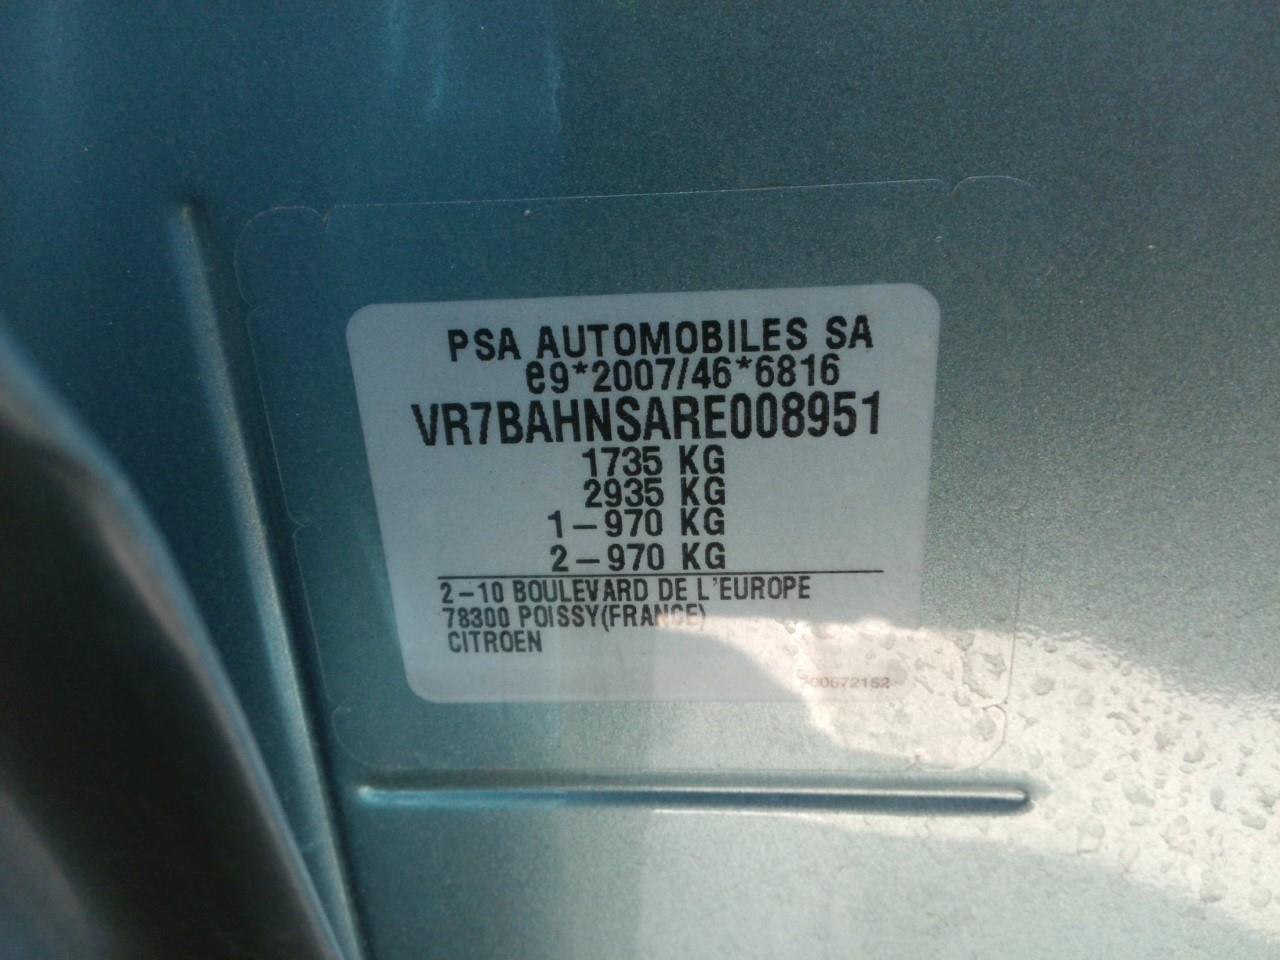 PSA AUTOMOBILES SA
e9*2007/46*6816
VR7BAHNSARE008951
1735 KG
2935 KG
1-970 KG
2-970 KG
2-10 BOULEVARD DE L'EUROPE
78300 POISSY(FRANCE)
CITROEN